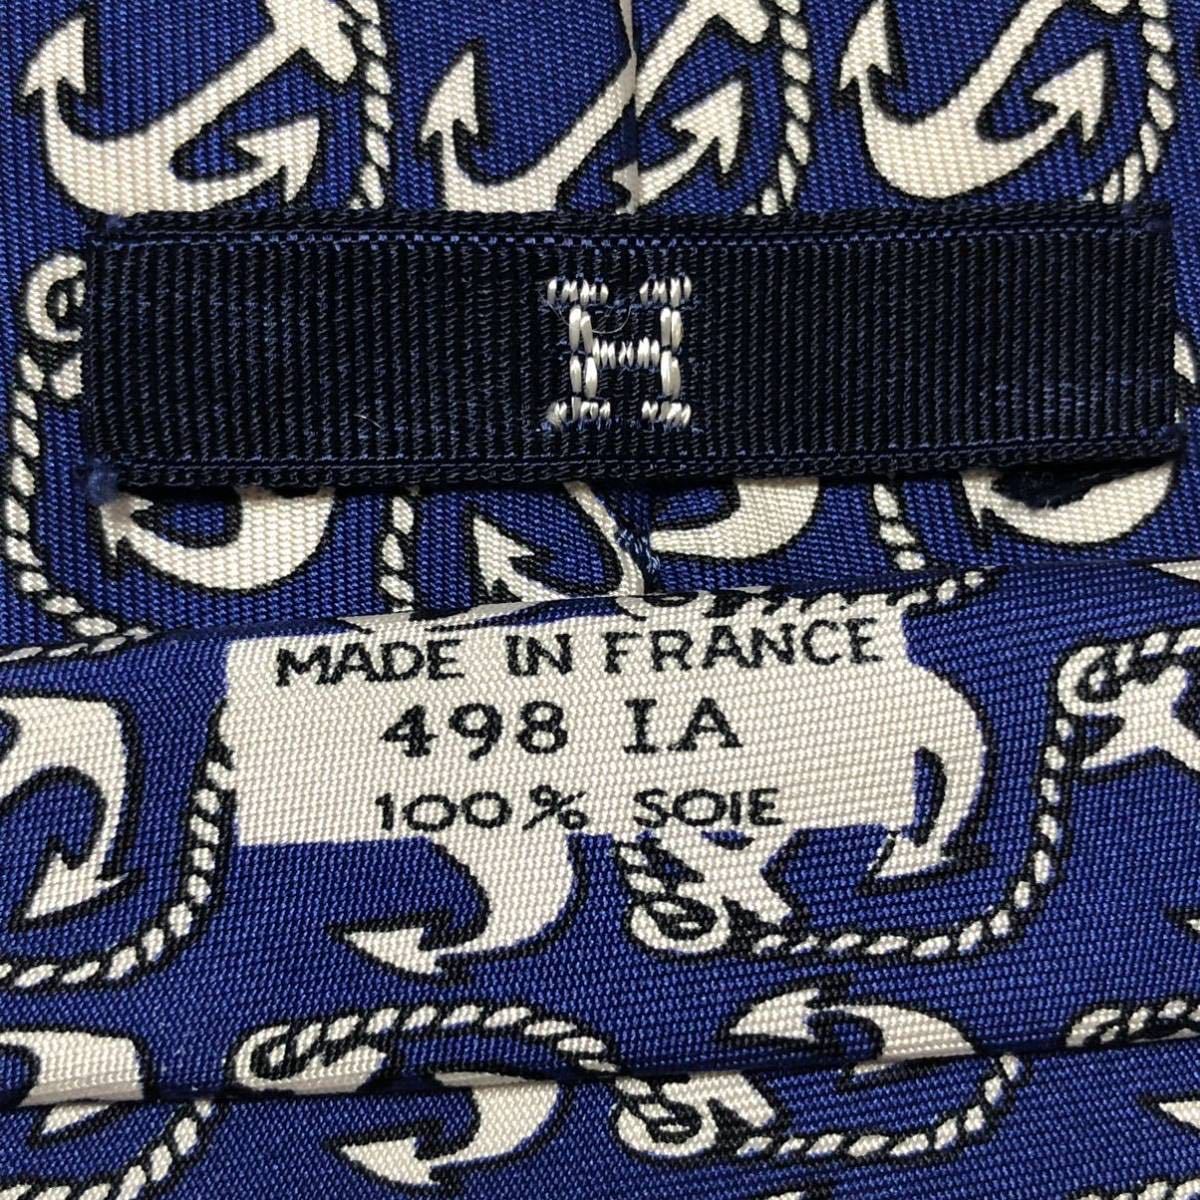 H
MADE IN FRANCE
498 IA
100% SOIE